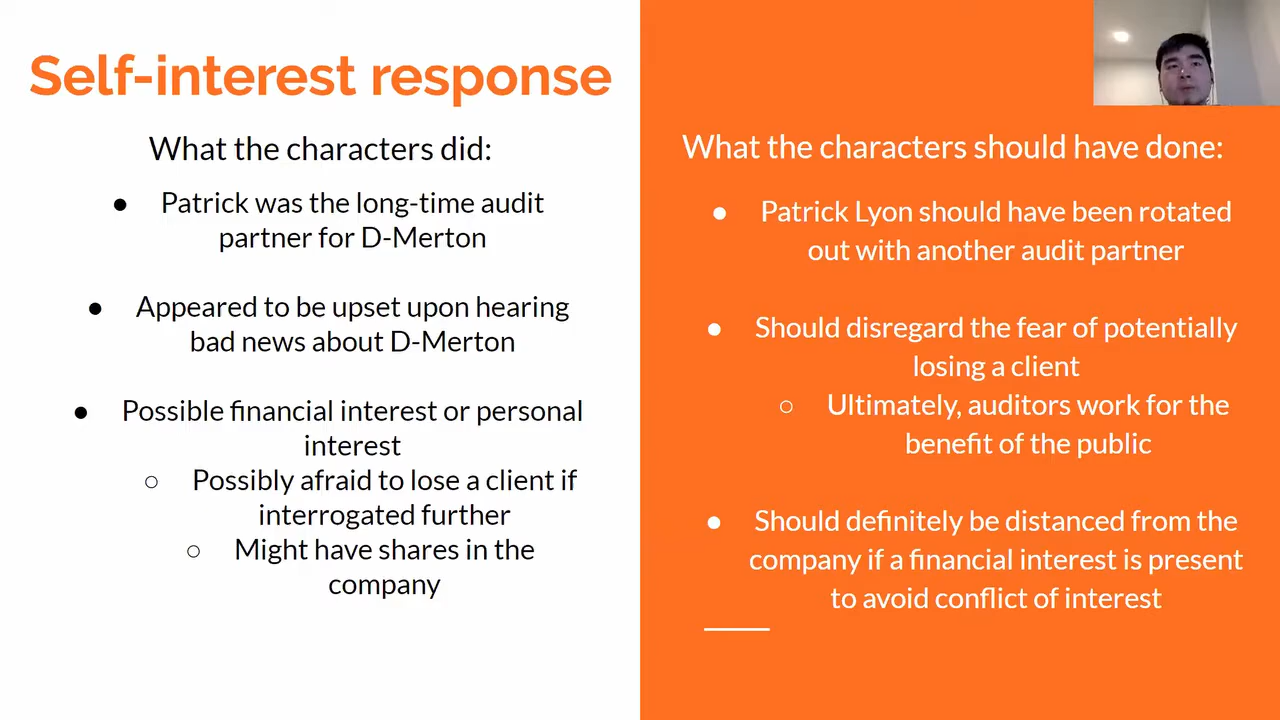 Self-interest response
What the characters did:
● Patrick was the long-time audit
partner for D-Merton
● Appeared to be upset upon hearing
bad news about D-Merton
● Possible financial interest or personal
interest
○ Possibly afraid to lose a client if
interrogated further
○ Might have shares in the
company
What the characters should have done:
● Patrick Lyon should have been rotated
out with another audit partner
● Should disregard the fear of potentially
losing a client
○ Ultimately, auditors work for the
benefit of the public
● Should definitely be distanced from the
company if a financial interest is present
to avoid conflict of interest